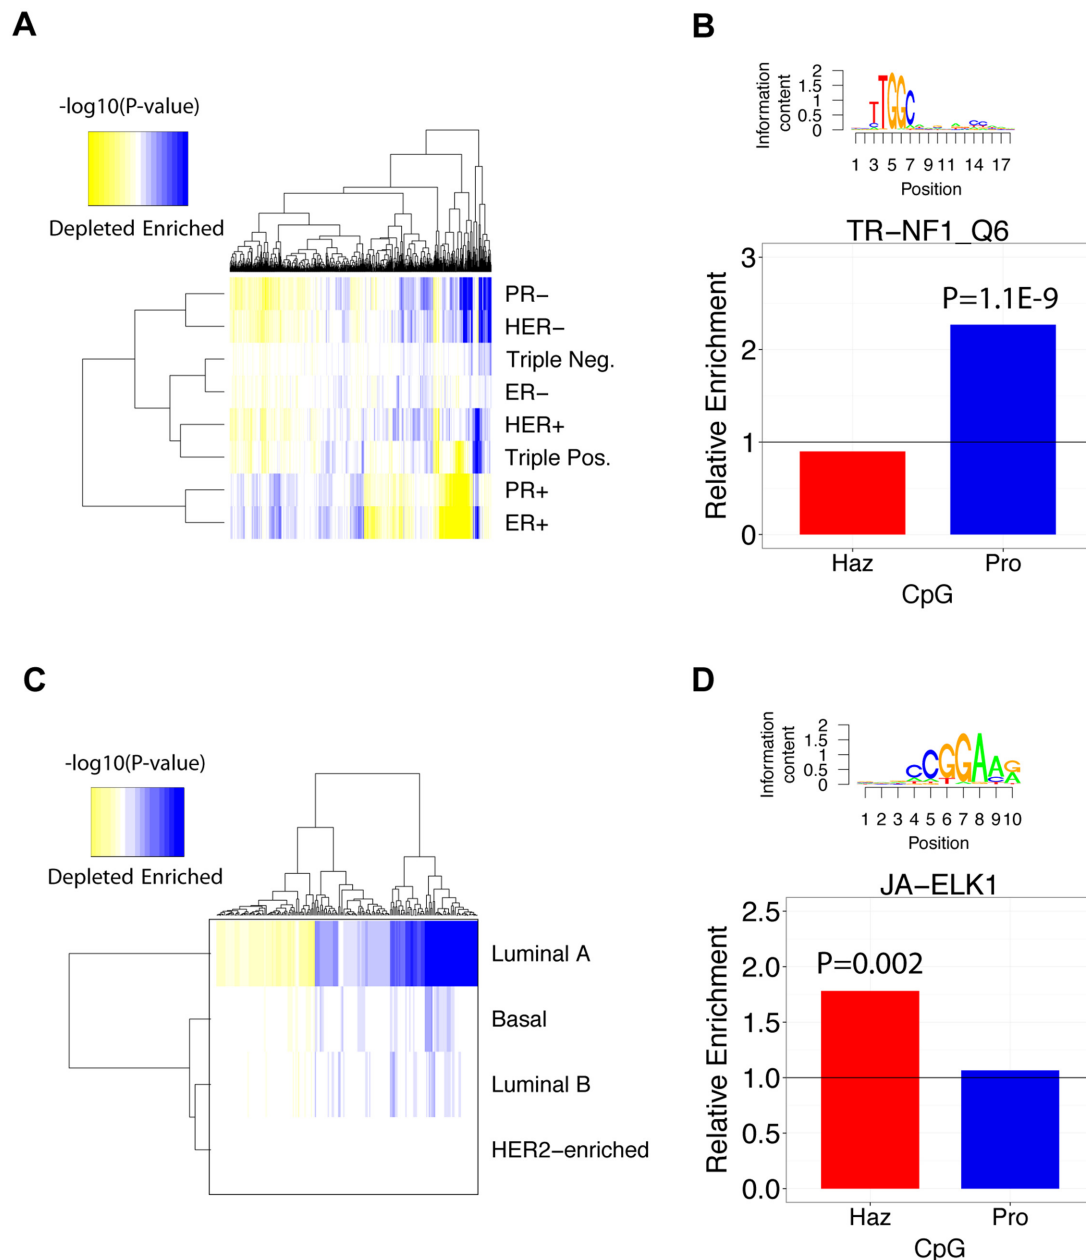 A
-log10(P-value)
Depleted Enriched
PR−
HER−
Triple Neg.
ER−
HER+
Triple Pos.
PR+
ER+
B
Information
content
2
1.5
1
0.5
0
TTGGC
1 3 5 7 9 11 14 17
Position
TR−NF1_Q6
Relative Enrichment
3
2
1
0
P=1.1E-9
Haz Pro
CpG
C
-log10(P-value)
Depleted Enriched
Luminal A
Basal
Luminal B
HER2−enriched
D
Information
content
2
1.5
1
0.5
0
CCGGAAG
A
1 2 3 4 5 6 7 8 9 10
Position
JA−ELK1
Relative Enrichment
2.5
2.0
1.5
1.0
0.5
0.0
P=0.002
Haz Pro
CpG